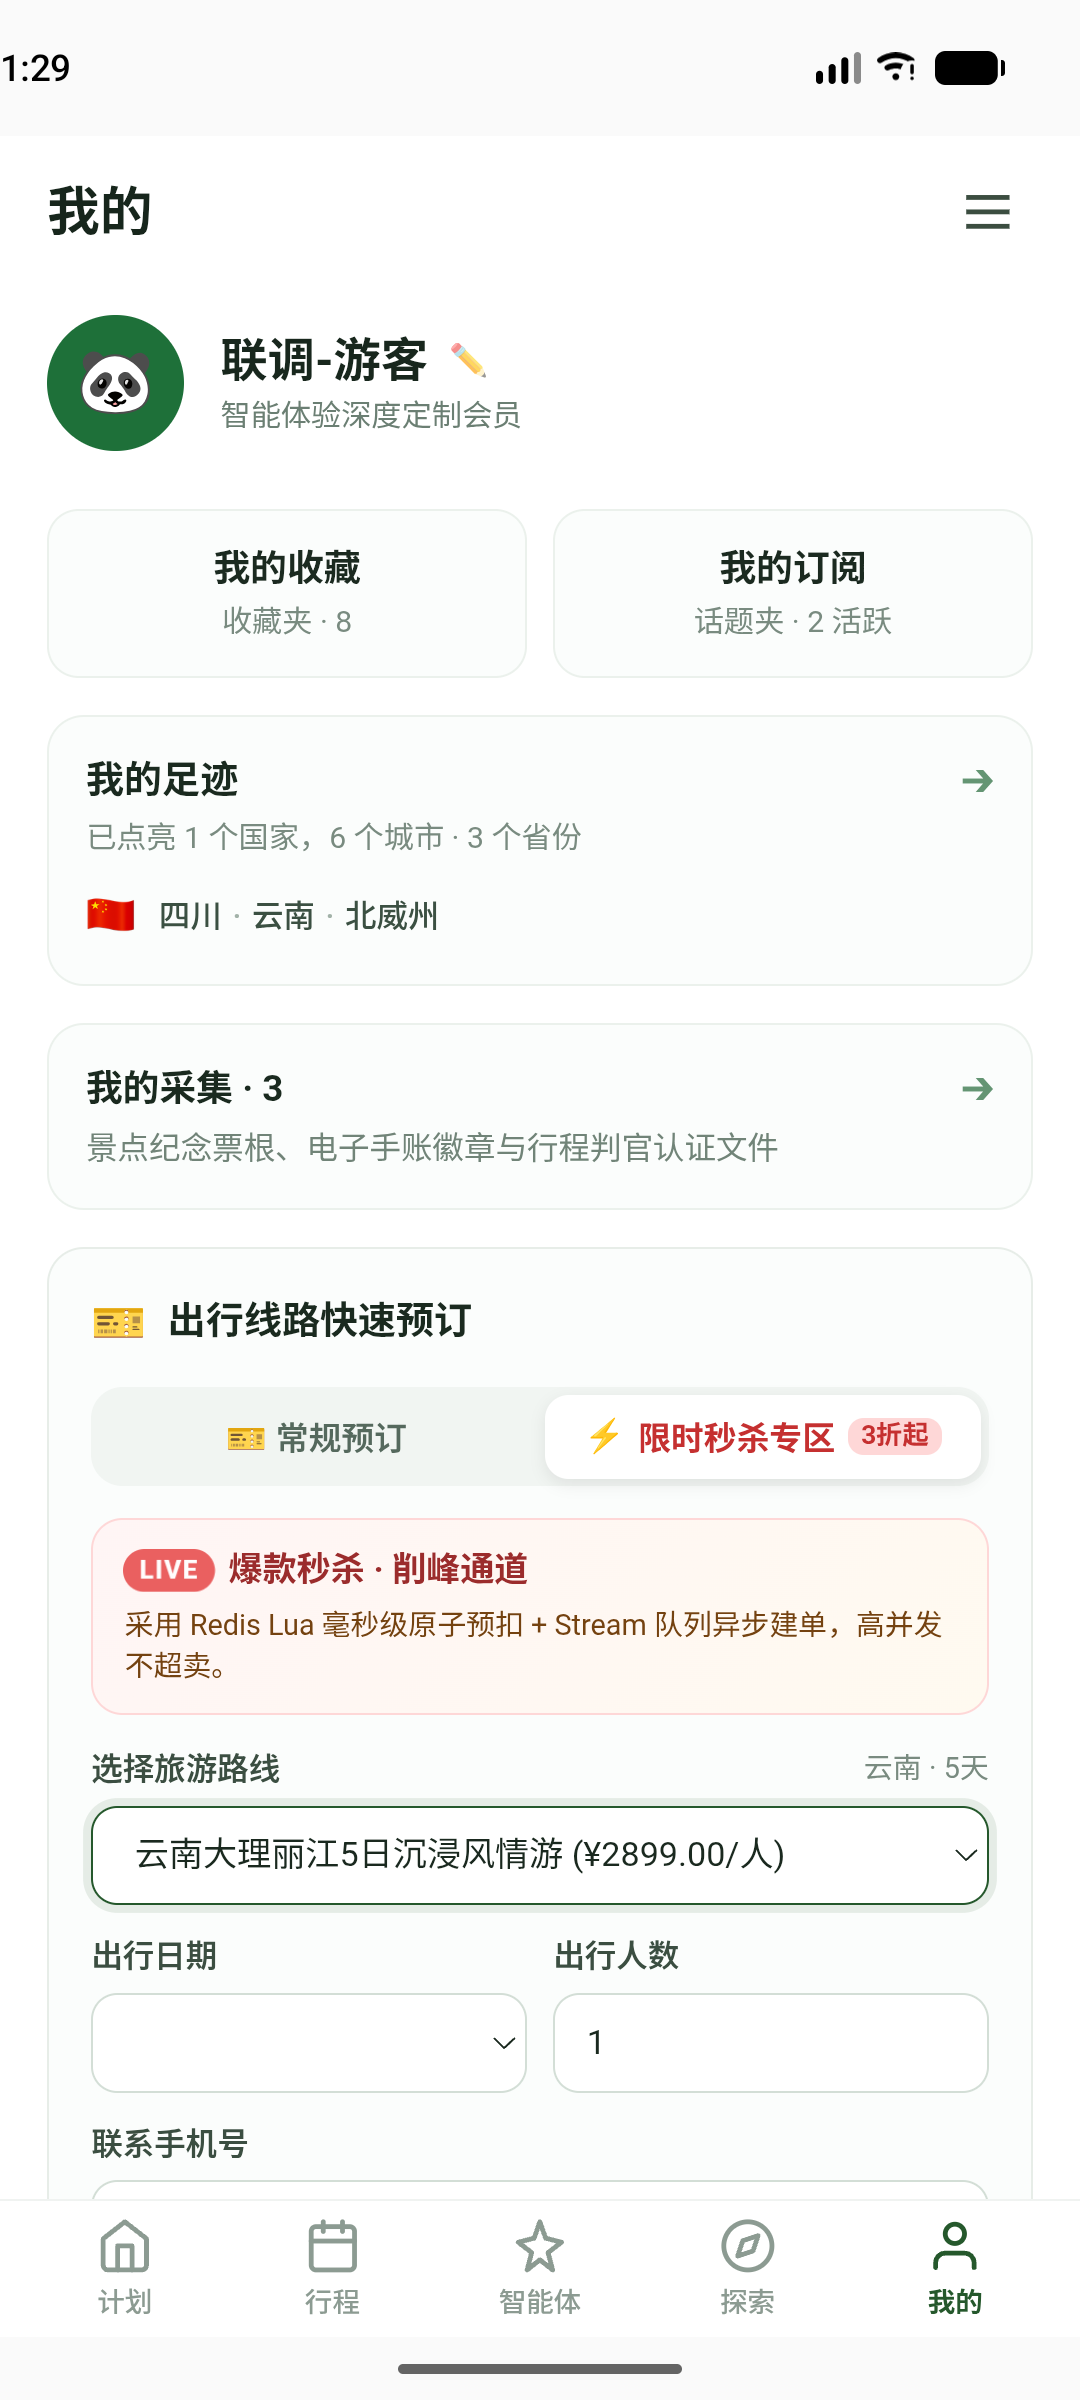 1:29
我的
联调-游客
智能体验深度定制会员
我的收藏
收藏夹 · 8
我的订阅
话题夹 · 2 活跃
我的足迹
已点亮 1 个国家，6 个城市 · 3 个省份
四川 · 云南 · 北威州
我的采集 · 3
景点纪念票根、电子手账徽章与行程判官认证文件
出行线路快速预订
常规预订
限时秒杀专区 3折起
LIVE 爆款秒杀 · 削峰通道
采用 Redis Lua 毫秒级原子预扣 + Stream 队列异步建单，高并发
不超卖。
选择旅游路线 云南 · 5天
云南大理丽江5日沉浸风情游 (¥2899.00/人)
出行日期
出行人数
1
联系手机号
计划
行程
智能体
探索
我的